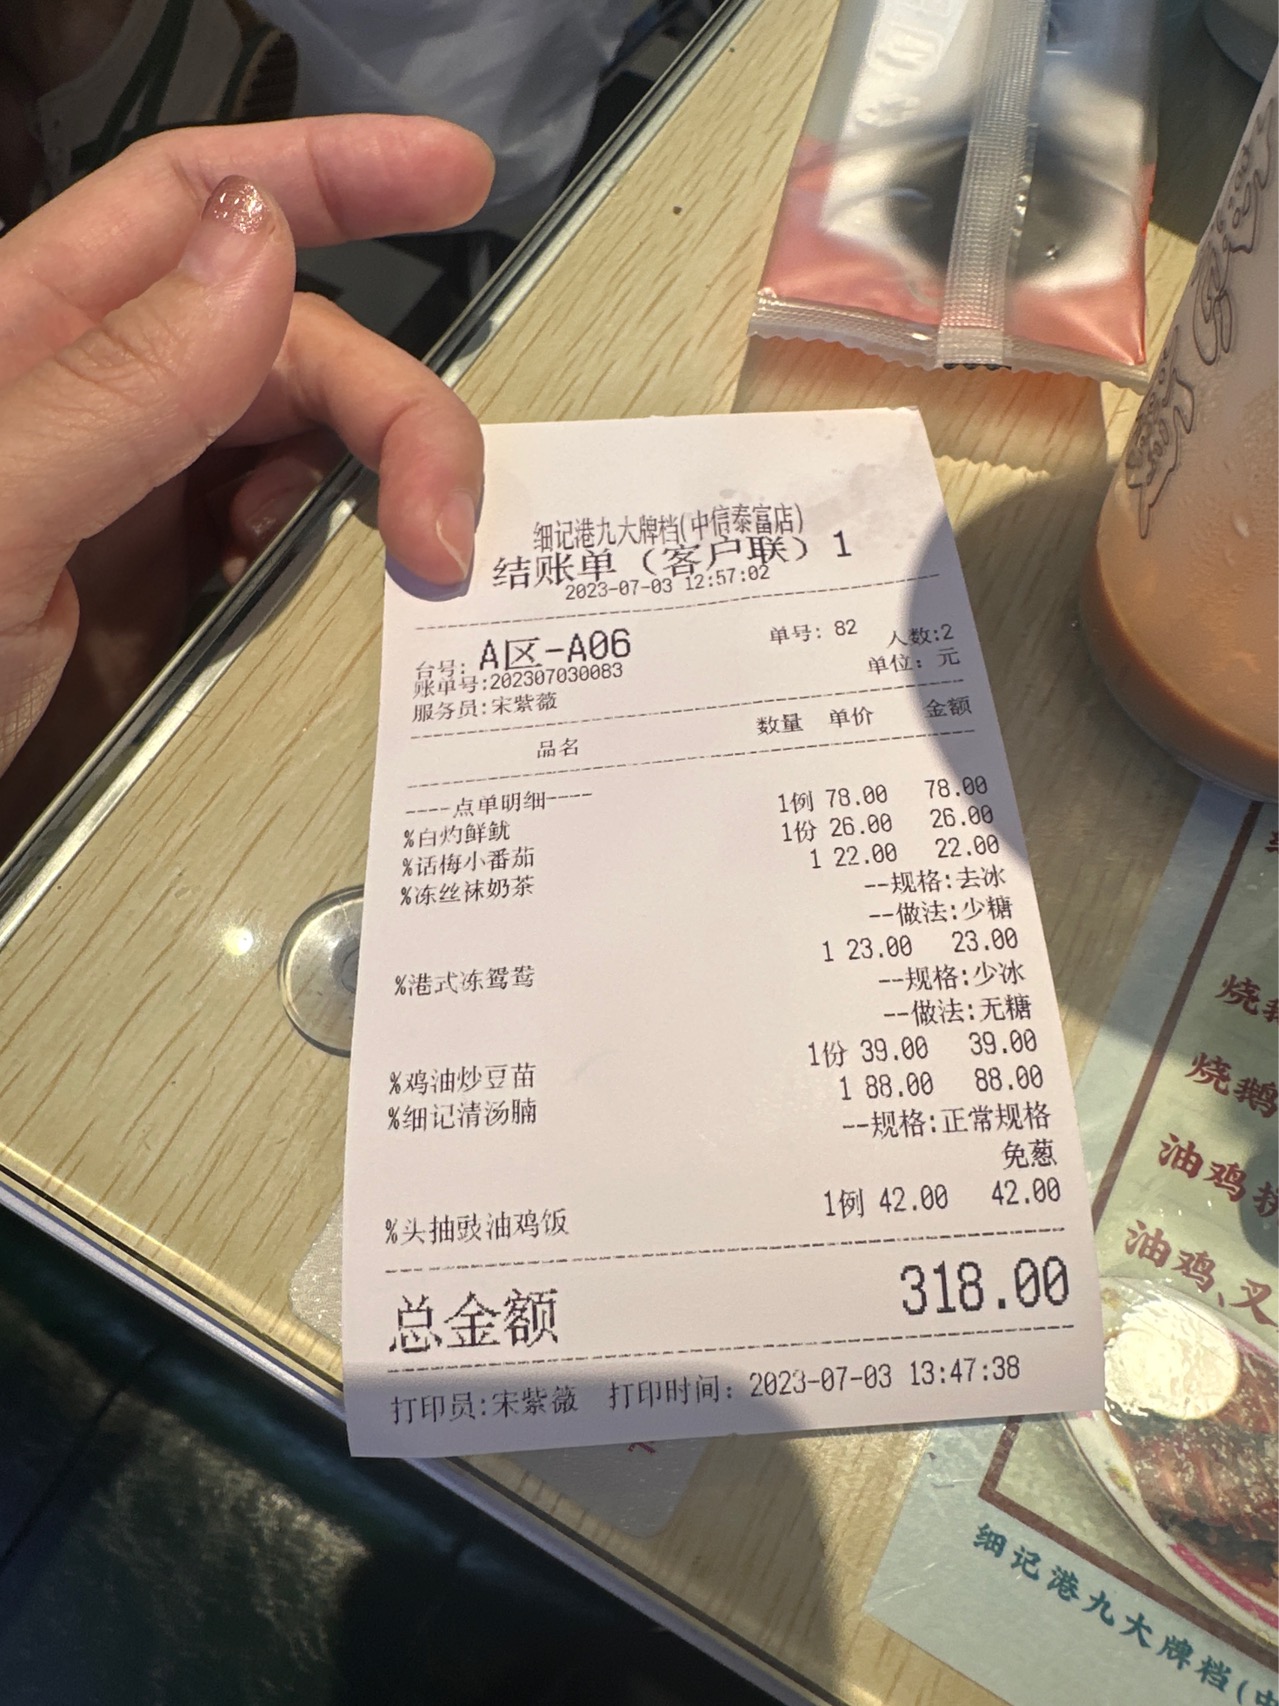 细记港九大牌档(中信泰富店)
结账单（客户联）1
2023-07-03 12:57:02
台号: A区-A06 单号: 82 人数:2
账单号:202307030083 单位: 元
服务员:宋紫薇
品名 数量 单价 金额
----点单明细----
%白灼鲜鱿 1例 78.00 78.00
%话梅小番茄 1份 26.00 26.00
%冻丝袜奶茶 1 22.00 22.00
--规格:去冰
--做法:少糖
%港式冻鸳鸯 1 23.00 23.00
--规格:少冰
--做法:无糖
%鸡油炒豆苗 1份 39.00 39.00
%细记清汤腩 1 88.00 88.00
--规格:正常规格
免葱
%头抽豉油鸡饭 1例 42.00 42.00
总金额 318.00
打印员:宋紫薇 打印时间: 2023-07-03 13:47:38
烧
烧鹅
油鸡
油鸡、叉
细记港九大牌档(中